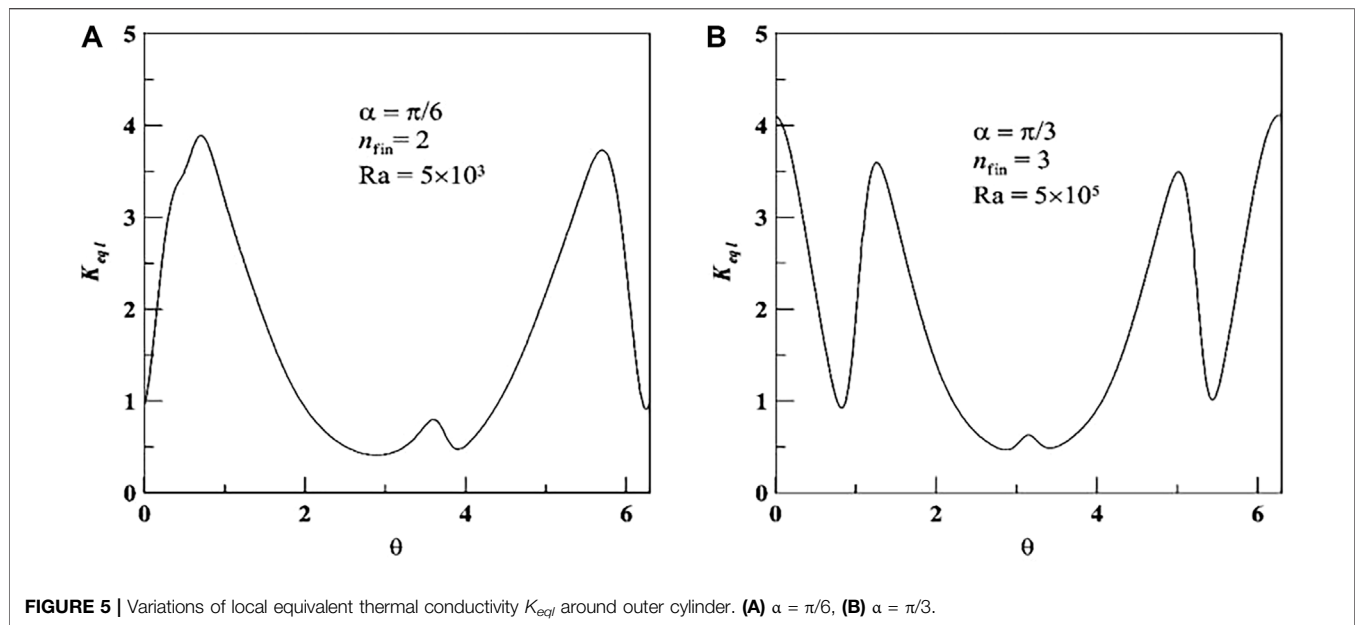 A
5
4
3
2
1
0
K_eql
α = π/6
n_fin = 2
Ra = 5×10³
0 2 4 6
θ
B
5
4
3
2
1
0
K_eql
α = π/3
n_fin = 3
Ra = 5×10⁵
0 2 4 6
θ
FIGURE 5 | Variations of local equivalent thermal conductivity K_eql around outer cylinder. (A) α = π/6, (B) α = π/3.